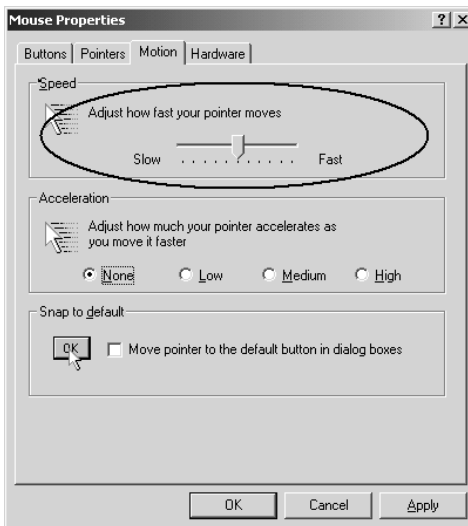 Mouse Properties
Buttons Pointers Motion Hardware
Speed
Adjust how fast your pointer moves
Slow Fast
Acceleration
Adjust how much your pointer accelerates as
you move it faster
None Low Medium High
Snap to default
OK Move pointer to the default button in dialog boxes
OK Cancel Apply